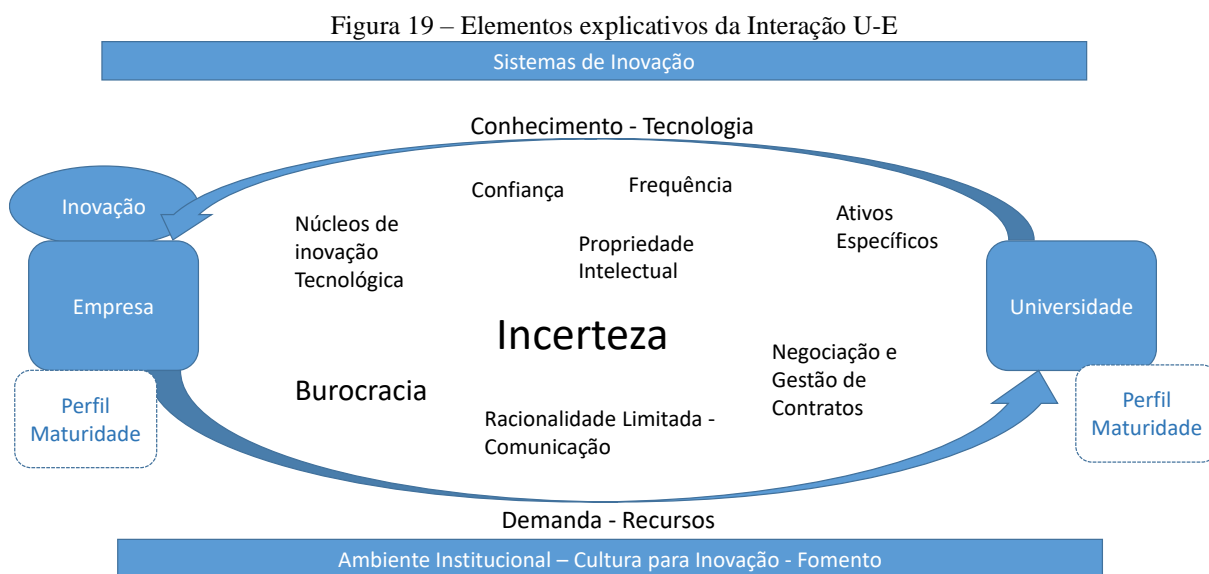 Figura 19 – Elementos explicativos da Interação U-E
Sistemas de Inovação
Conhecimento - Tecnologia
Inovação
Empresa
Perfil
Maturidade
Núcleos de
inovação
Tecnológica
Confiança
Frequência
Propriedade
Intelectual
Ativos
Específicos
Incerteza
Burocracia
Racionalidade Limitada -
Comunicação
Negociação e
Gestão de
Contratos
Universidade
Perfil
Maturidade
Demanda - Recursos
Ambiente Institucional – Cultura para Inovação - Fomento